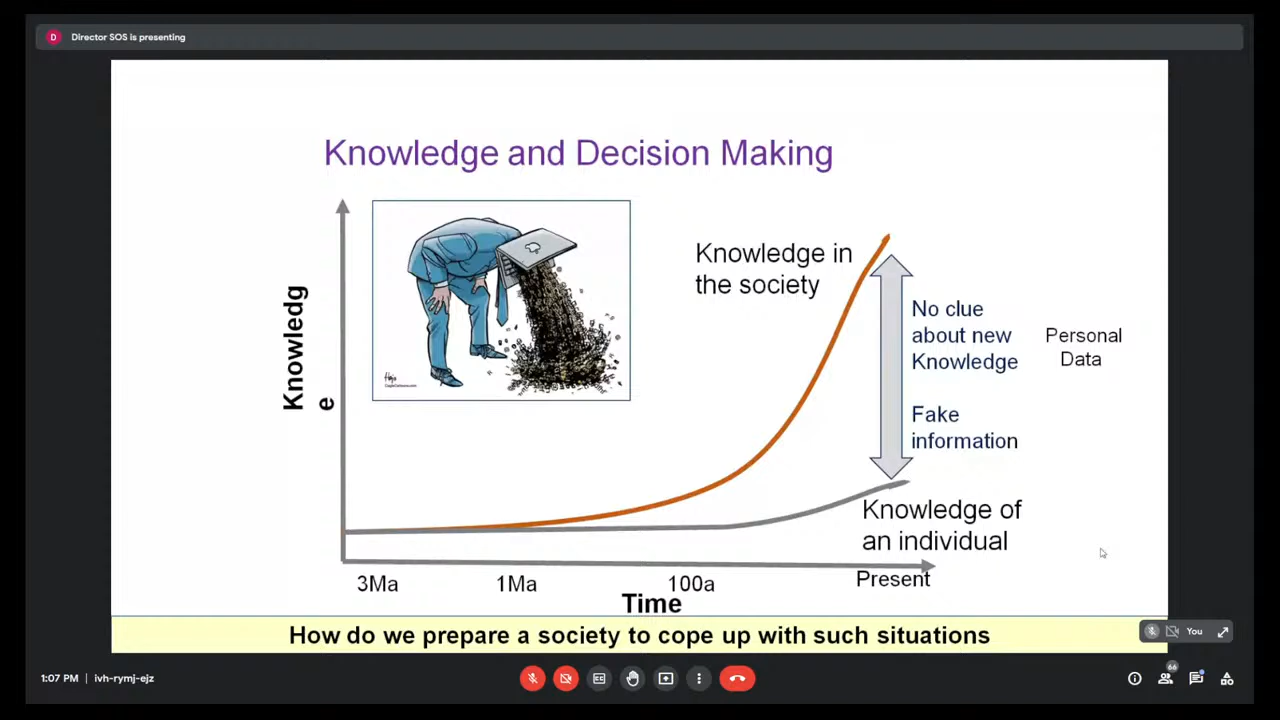 D
Director SOS is presenting
Knowledge and Decision Making
Knowledg
e
Knowledge in
the society
No clue
about new
Knowledge
Personal
Data
Fake
information
Knowledge of
an individual
3Ma
1Ma
100a
Present
Time
How do we prepare a society to cope up with such situations
You
1:07 PM | ivh-rymj-ejz
66